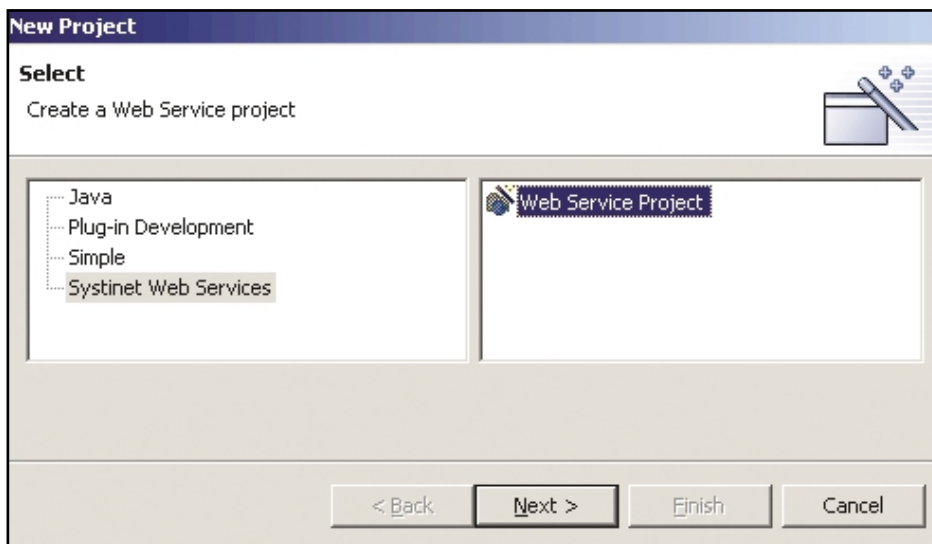 New Project
Select
Create a Web Service project
Java
Plug-in Development
Simple
Systinet Web Services
Web Service Project
< Back
Next >
Finish
Cancel